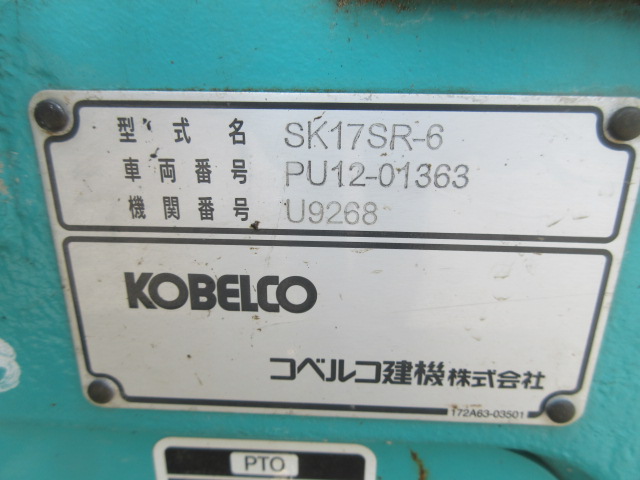 型式名 SK17SR-6
車両番号 PU12-01363
機関番号 U9268
KOBELCO
コベルコ建機株式会社
172A63-03501
PTO